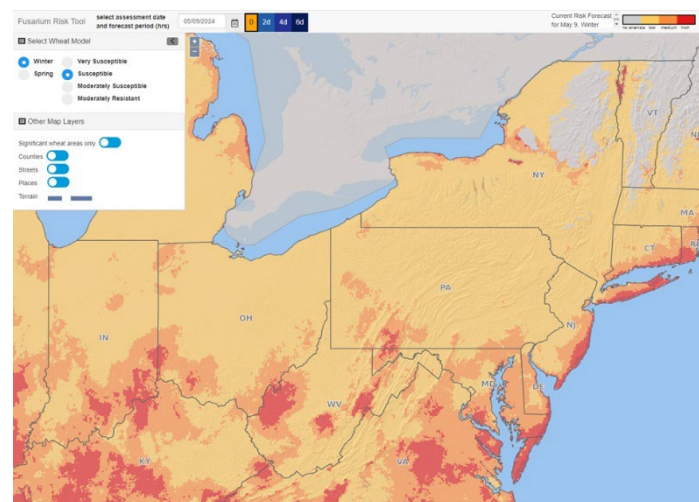 Fusarium Risk Tool
select assessment date
and forecast period (hrs)
05/09/2024
0 2d 4d 6d
Current Risk Forecast
for May 9, Winter
no analysis low medium high
Select Wheat Model
Winter
Spring
Very Susceptible
Susceptible
Moderately Susceptible
Moderately Resistant
Other Map Layers
Significant wheat areas only
Counties
Streets
Places
Terrain
+
-
VT
NY
MA
CT
PA
NJ
OH
IN
MD
DE
WV
KY
VA